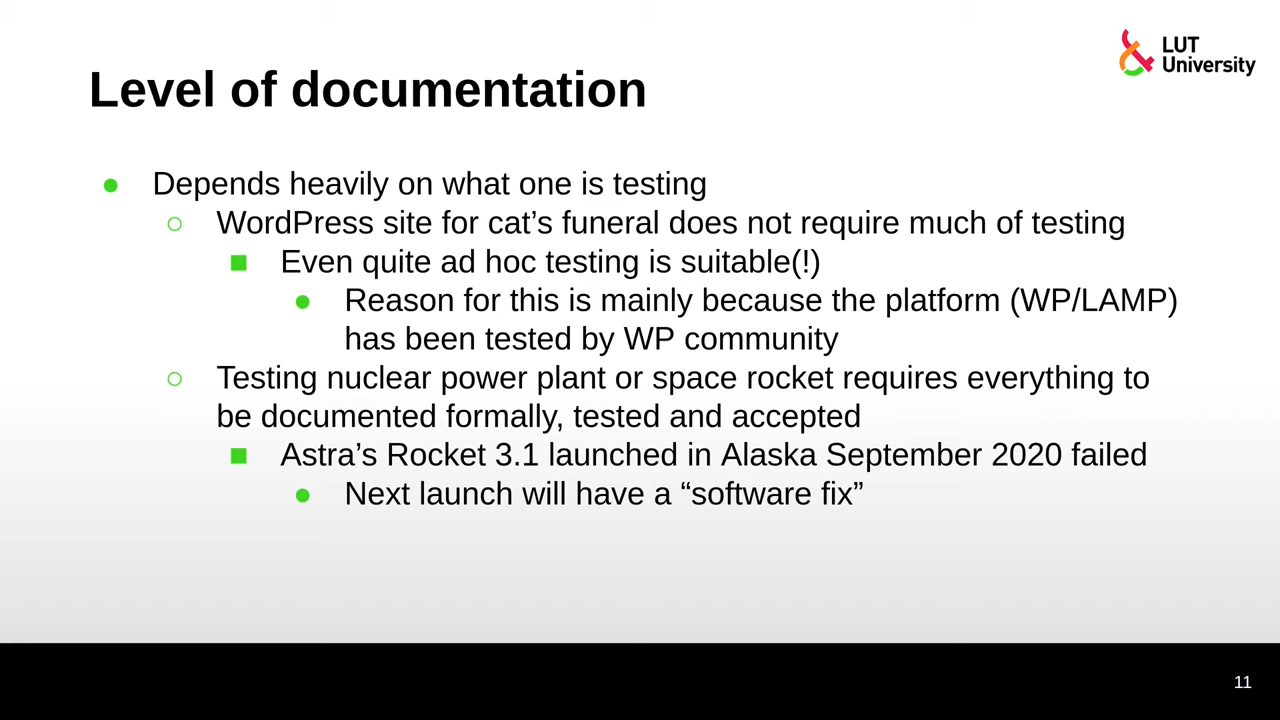 LUT
University
Level of documentation
● Depends heavily on what one is testing
○ WordPress site for cat’s funeral does not require much of testing
■ Even quite ad hoc testing is suitable(!)
● Reason for this is mainly because the platform (WP/LAMP)
has been tested by WP community
○ Testing nuclear power plant or space rocket requires everything to
be documented formally, tested and accepted
■ Astra’s Rocket 3.1 launched in Alaska September 2020 failed
● Next launch will have a “software fix”
11